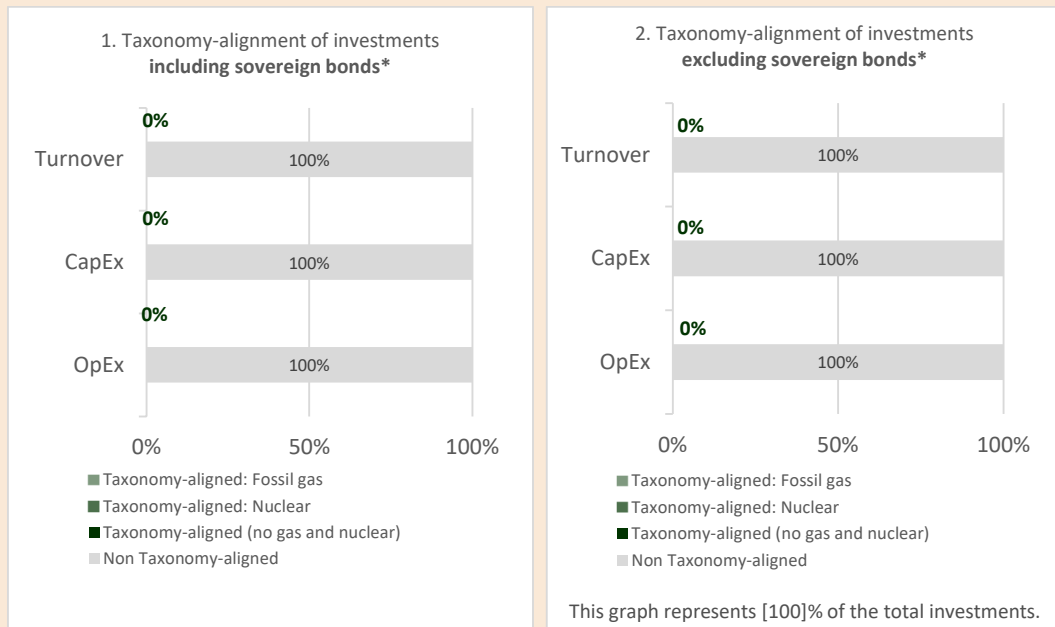 1. Taxonomy-alignment of investments
including sovereign bonds*
0%
Turnover
100%
0%
CapEx
100%
0%
OpEx
100%
0%
50%
100%
Taxonomy-aligned: Fossil gas
Taxonomy-aligned: Nuclear
Taxonomy-aligned (no gas and nuclear)
Non Taxonomy-aligned
2. Taxonomy-alignment of investments
excluding sovereign bonds*
0%
Turnover
100%
0%
CapEx
100%
0%
OpEx
100%
0%
50%
100%
Taxonomy-aligned: Fossil gas
Taxonomy-aligned: Nuclear
Taxonomy-aligned (no gas and nuclear)
Non Taxonomy-aligned
This graph represents [100]% of the total investments.